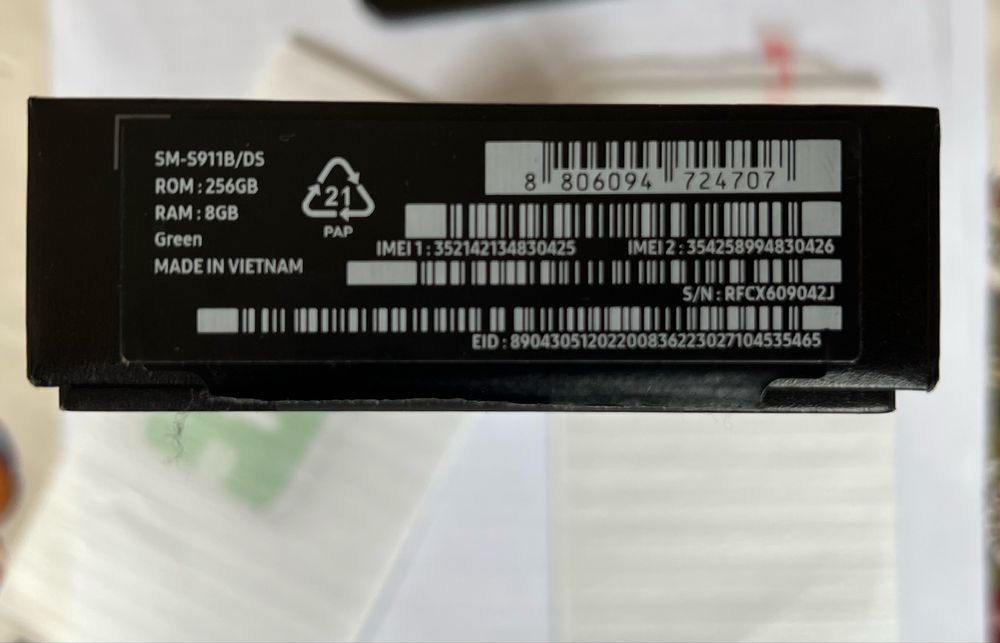 SM-S911B/DS
ROM : 256GB
RAM : 8GB
Green
MADE IN VIETNAM
21
PAP
8 806094 724707
IMEI 1 : 352142134830425 IMEI 2 : 354258994830426
S/N : RFCX609042J
EID : 89043051202200836223027104535465